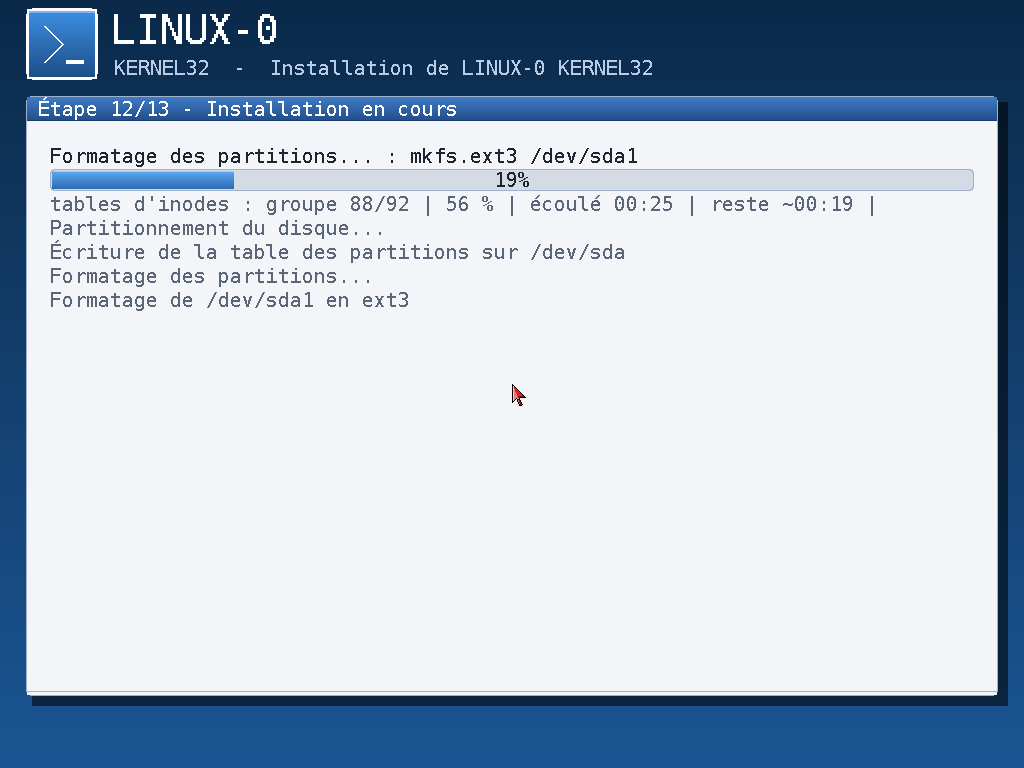 LINUX-0
KERNEL32  -  Installation de LINUX-0 KERNEL32
Étape 12/13 - Installation en cours
Formatage des partitions... : mkfs.ext3 /dev/sda1
19%
tables d'inodes : groupe 88/92 | 56 % | écoulé 00:25 | reste ~00:19 |
Partitionnement du disque...
Écriture de la table des partitions sur /dev/sda
Formatage des partitions...
Formatage de /dev/sda1 en ext3